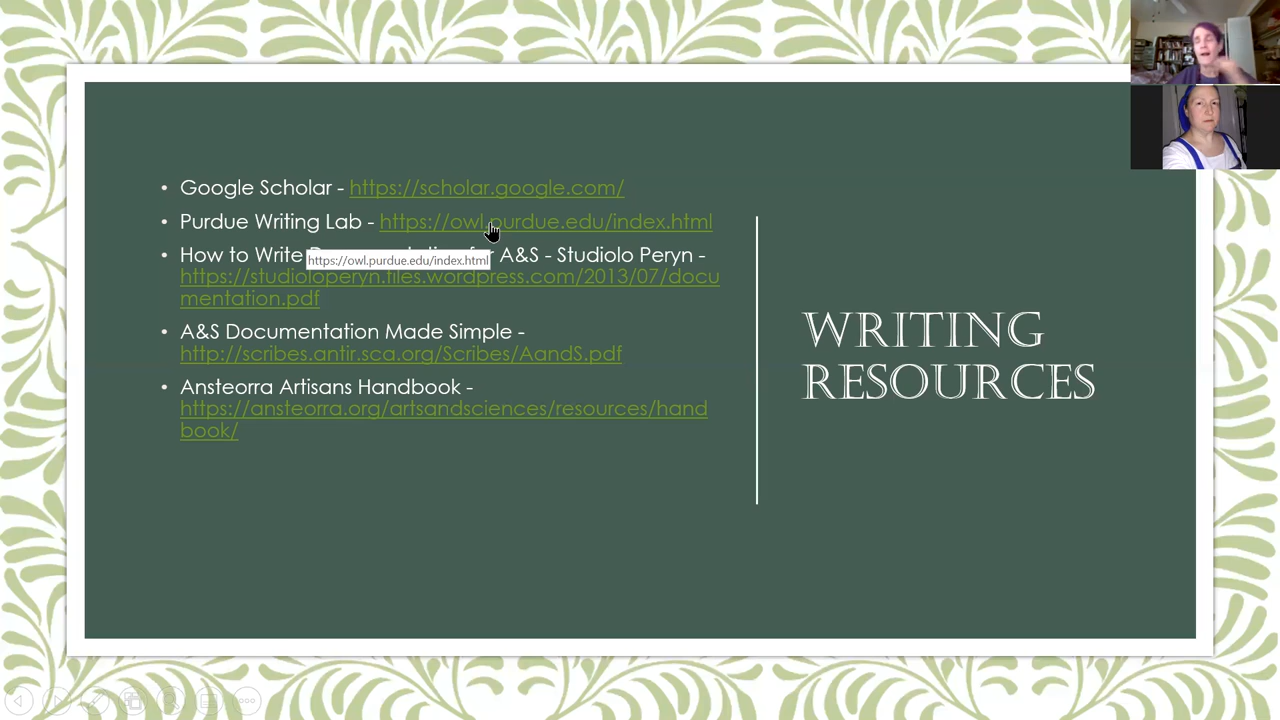 Google Scholar - https://scholar.google.com/
Purdue Writing Lab - https://owl.purdue.edu/index.html
How to Write A&S - Studiolo Peryn -
https://owl.purdue.edu/index.html
https://studioloperyn.files.wordpress.com/2013/07/docu
mentation.pdf
A&S Documentation Made Simple -
http://scribes.antir.sca.org/Scribes/AandS.pdf
Ansteorra Artisans Handbook -
https://ansteorra.org/artsandsciences/resources/hand
book/
WRITING
RESOURCES